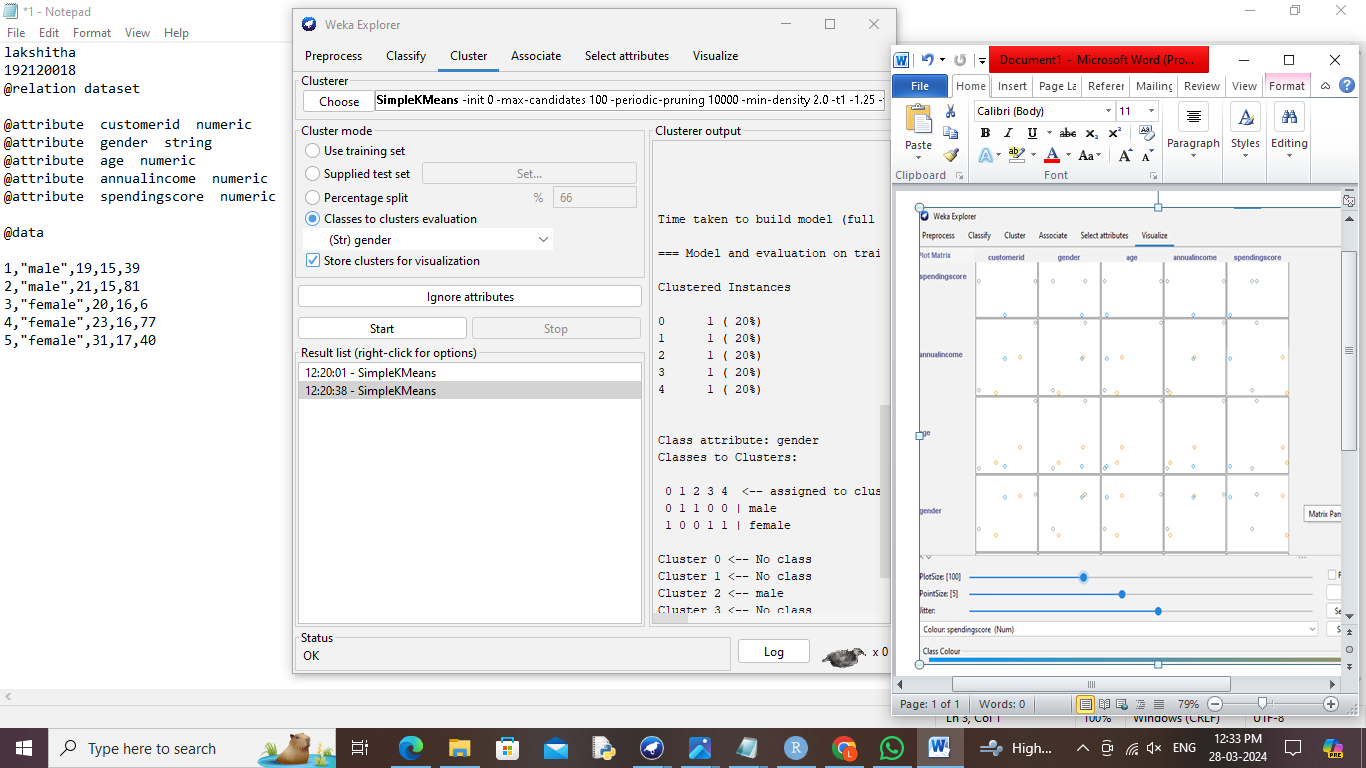 *1 - Notepad
File Edit Format View Help
lakshitha
192120018
@relation dataset
@attribute  customerid  numeric
@attribute  gender  string
@attribute  age  numeric
@attribute  annualincome  numeric
@attribute  spendingscore  numeric
@data
1,"male",19,15,39
2,"male",21,15,81
3,"female",20,16,6
4,"female",23,16,77
5,"female",31,17,40
Weka Explorer
Preprocess Classify Cluster Associate Select attributes Visualize
Clusterer
Choose SimpleKMeans -init 0 -max-candidates 100 -periodic-pruning 10000 -min-density 2.0 -t1 -1.25 -
Cluster mode
Use training set
Supplied test set Set...
Percentage split % 66
Classes to clusters evaluation
(Str) gender
Store clusters for visualization
Ignore attributes
Start Stop
Result list (right-click for options)
12:20:01 - SimpleKMeans
12:20:38 - SimpleKMeans
Clusterer output
Time taken to build model (full
=== Model and evaluation on trai
Clustered Instances
0 1 ( 20%)
1 1 ( 20%)
2 1 ( 20%)
3 1 ( 20%)
4 1 ( 20%)
Class attribute: gender
Classes to Clusters:
0 1 2 3 4 <-- assigned to clus
0 1 1 0 0 | male
1 0 0 1 1 | female
Cluster 0 <-- No class
Cluster 1 <-- No class
Cluster 2 <-- male
Cluster 3 <-- No class
Status
OK
Log
x 0
Document1 - Microsoft Word (Pro...
File Home Insert Page La Referer Mailing Review View Format
Paste
Calibri (Body) 11
B I U abc x₂ x²
A ab A Aa A A
Paragraph Styles Editing
Clipboard Font
Weka Explorer
Preprocess Classify Cluster Associate Select attributes Visualize
Plot Matrix customerid gender age annualincome spendingscore
spendingscore
annualincome
ge
gender
Matrix Pan
PlotSize: [100]
PointSize: [5]
Jitter:
Colour: spendingscore (Num)
Class Colour
Page: 1 of 1 Words: 0 79%
Ln 3, Col 1 100% Windows (CRLF) UTF-8
Type here to search
High...
ENG
12:33 PM
28-03-2024
PRE